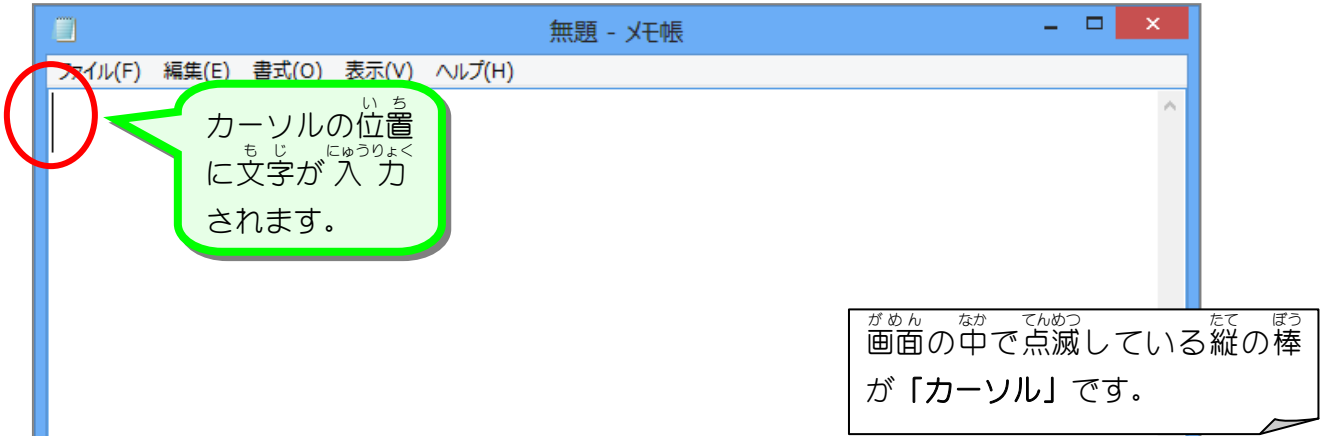 無題 - メモ帳
ファイル(F) 編集(E) 書式(O) 表示(V) ヘルプ(H)
いち
カーソルの位置
もじ にゅうりょく
に文字が入力
されます。
がめん なか てんめつ たて ぼう
画面の中で点滅している縦の棒
が「カーソル」です。